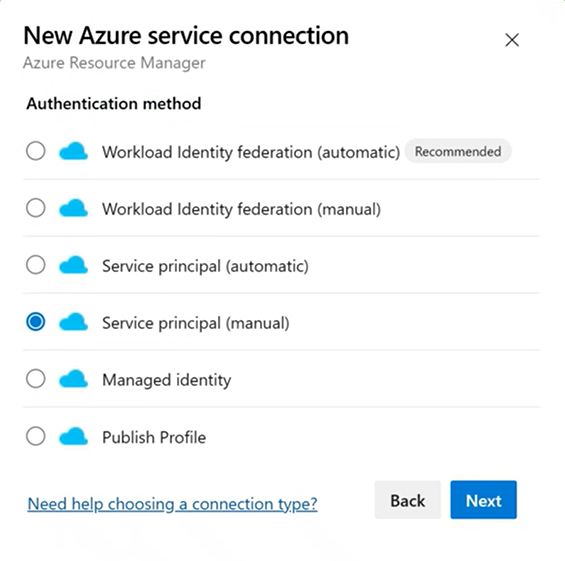 New Azure service connection
Azure Resource Manager
Authentication method
Workload Identity federation (automatic) Recommended
Workload Identity federation (manual)
Service principal (automatic)
Service principal (manual)
Managed identity
Publish Profile
Need help choosing a connection type? Back Next